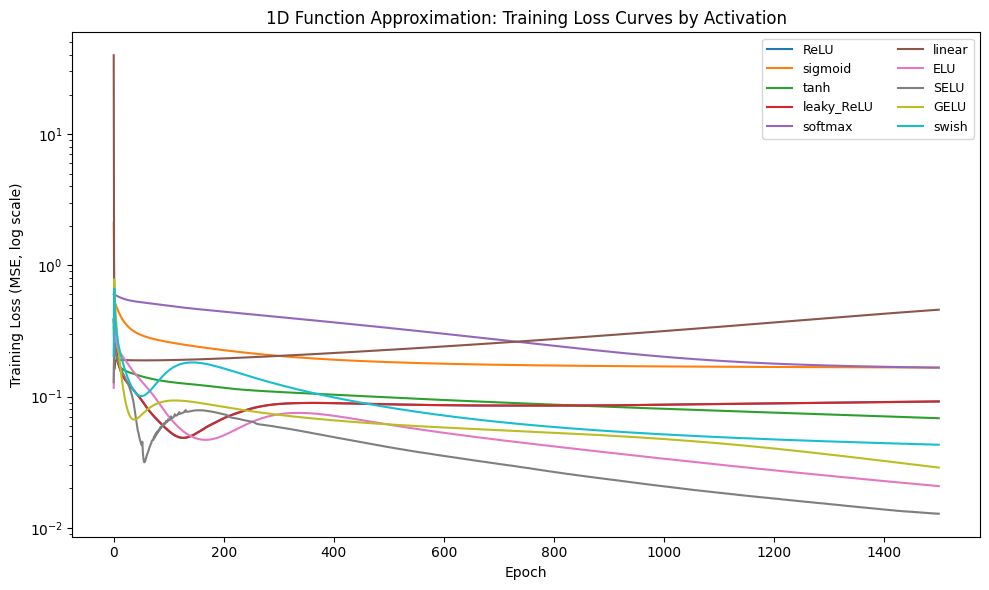 1D Function Approximation: Training Loss Curves by Activation
Training Loss (MSE, log scale)
10¹
10⁰
10⁻¹
10⁻²
ReLU
sigmoid
tanh
leaky_ReLU
softmax
linear
ELU
SELU
GELU
swish
0
200
400
600
800
1000
1200
1400
Epoch